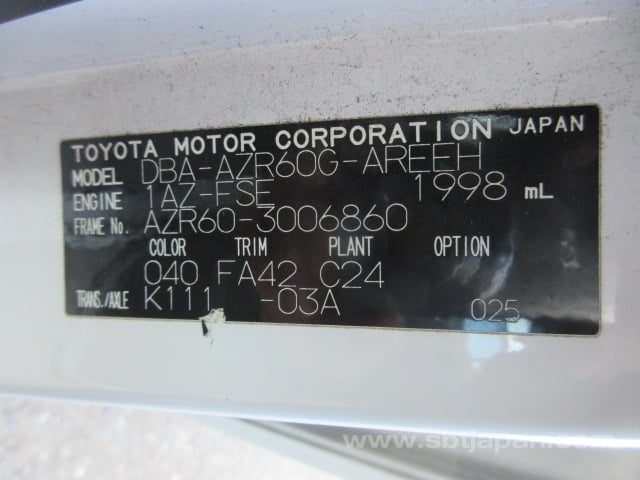 TOYOTA MOTOR CORPORATION JAPAN
MODEL DBA-AZR60G-AREEH
ENGINE 1AZ-FSE 1998 mL
FRAME No. AZR60-3006860
COLOR TRIM PLANT OPTION
040 FA42 C24
TRANS./AXLE K111 -03A 025
www.sbtjapan.com